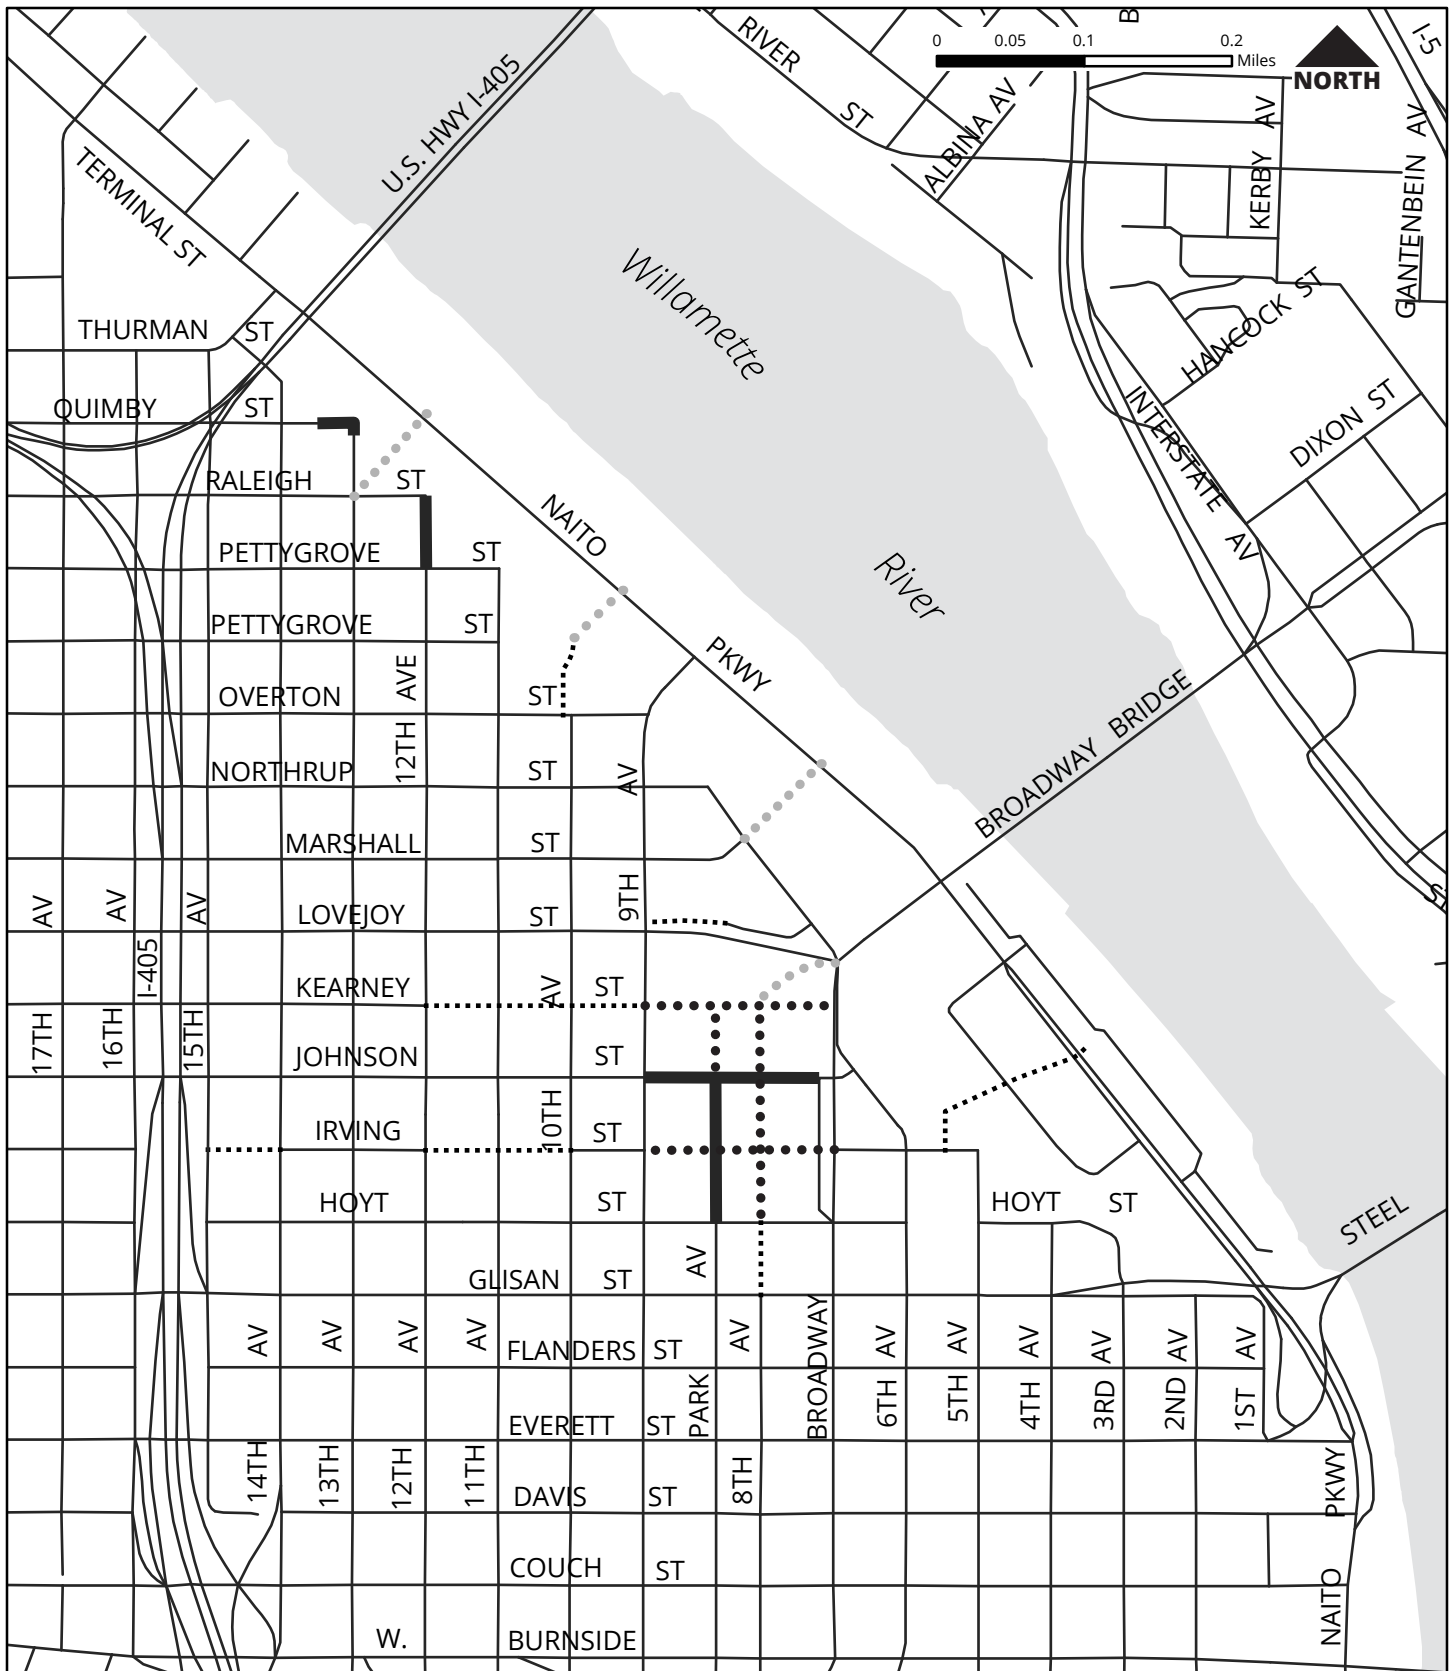 B
RIVER ST
0 0.05 0.1 0.2 Miles
NORTH
I-5
U.S. HWY I-405
ALBINA AV
KERBY AV
GANTENBEIN AV
TERMINAL ST
Willamette
HANCOCK ST
THURMAN ST
QUIMBY ST
INTERSTATE AV
DIXON ST
RALEIGH ST
NAITO PKWY
PETTYGROVE ST
River
PETTYGROVE ST
12TH AVE
OVERTON ST
BROADWAY BRIDGE
NORTHRUP ST
9TH AV
MARSHALL ST
LOVEJOY ST
ST
17TH AV
16TH AV
I-405
15TH AV
KEARNEY ST
10TH AV
JOHNSON ST
IRVING ST
HOYT ST
HOYT ST
STEEL
GLISAN ST
FLANDERS ST
14TH AV
13TH AV
12TH AV
11TH AV
PARK AV
8TH AV
BROADWAY
6TH AV
5TH AV
4TH AV
3RD AV
2ND AV
1ST AV
EVERETT ST
DAVIS ST
COUCH ST
NAITO PKWY
W. BURNSIDE